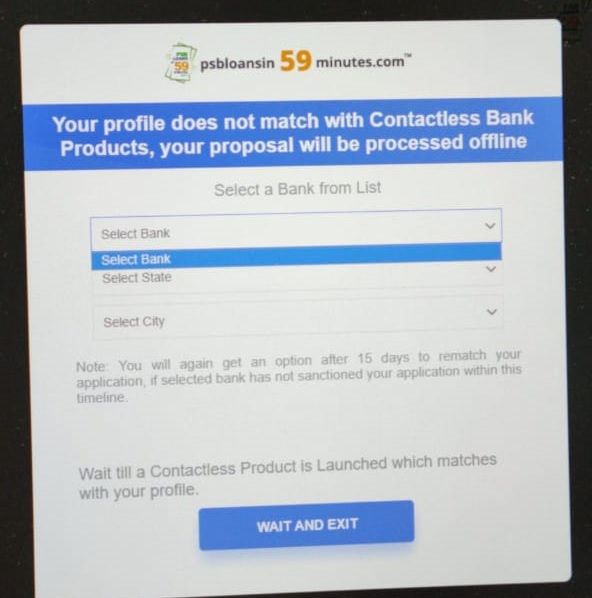 psbloansin 59 minutes.com™
Your profile does not match with Contactless Bank
Products, your proposal will be processed offline
Select a Bank from List
Select Bank
Select Bank
Select State
Select City
Note: You will again get an option after 15 days to rematch your
application, if selected bank has not sanctioned your application within this
timeline.
Wait till a Contactless Product is Launched which matches
with your profile.
WAIT AND EXIT